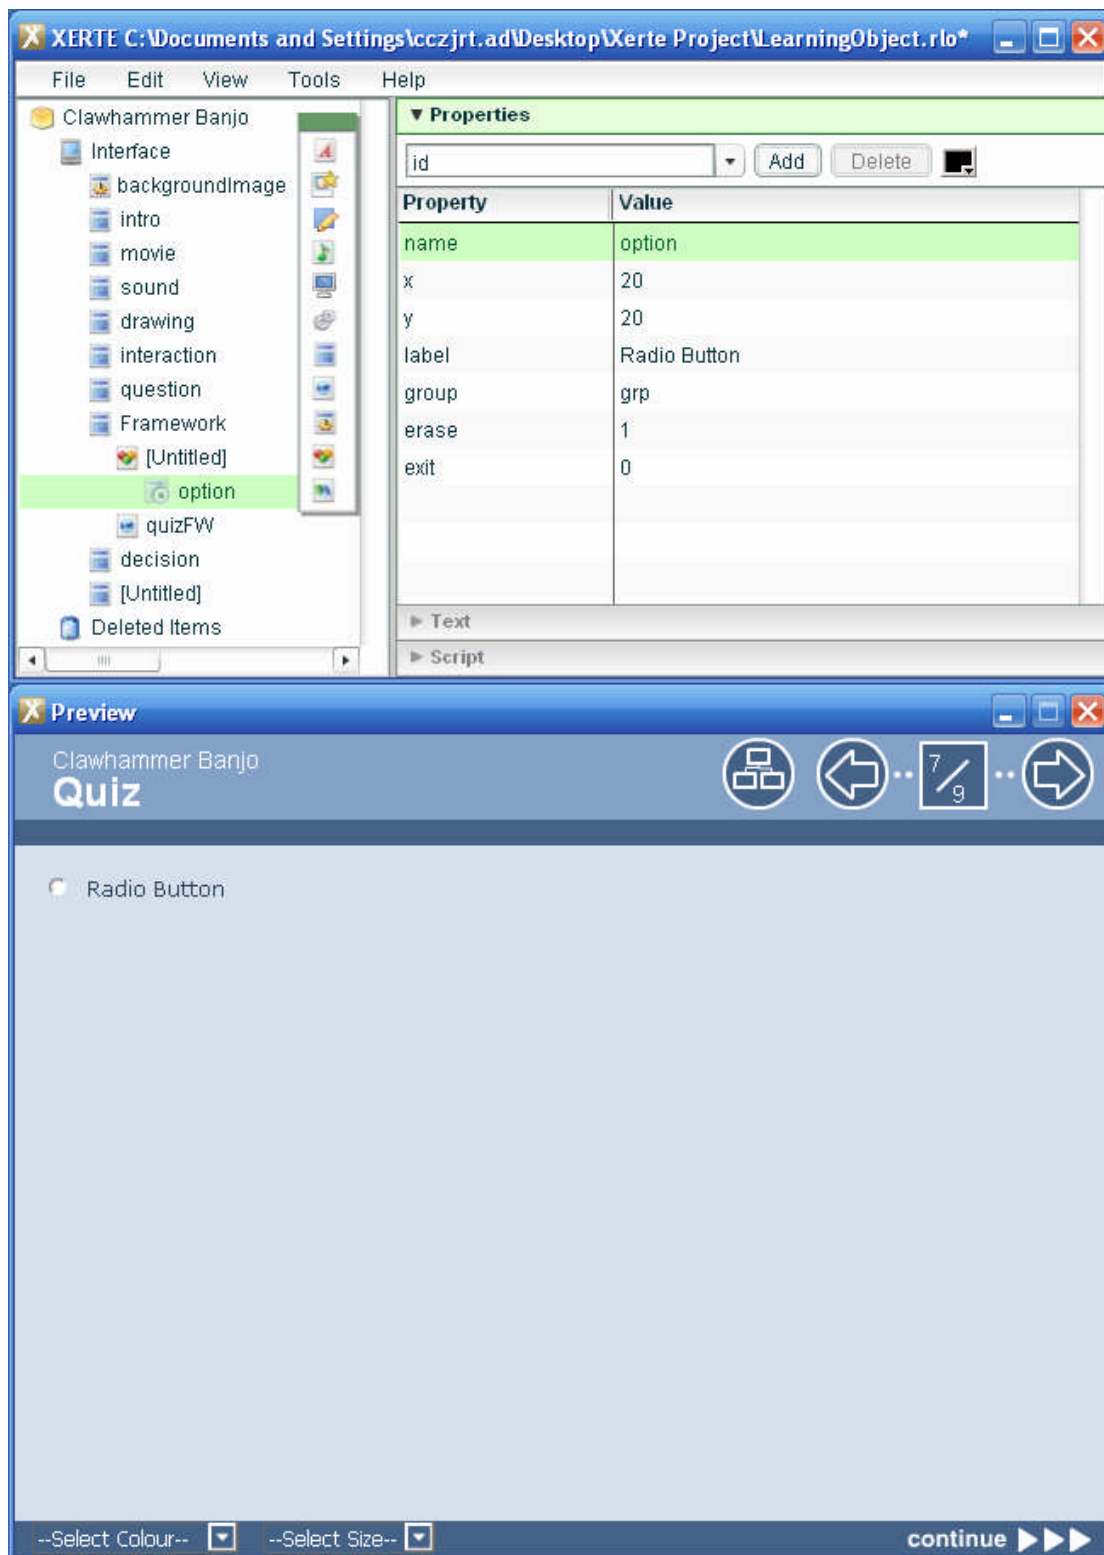 XERTE C:\Documents and Settings\cczjrt.ad\Desktop\Xerte Project\LearningObject.rlo*
File Edit View Tools Help
Clawhammer Banjo
Interface
backgroundImage
intro
movie
sound
drawing
interaction
question
Framework
[Untitled]
option
quizFW
decision
[Untitled]
Deleted Items
▼ Properties
id Add Delete
Property Value
name option
x 20
y 20
label Radio Button
group grp
erase 1
exit 0
Text
Script
Preview
Clawhammer Banjo
Quiz
7/9
Radio Button
--Select Colour-- --Select Size-- continue